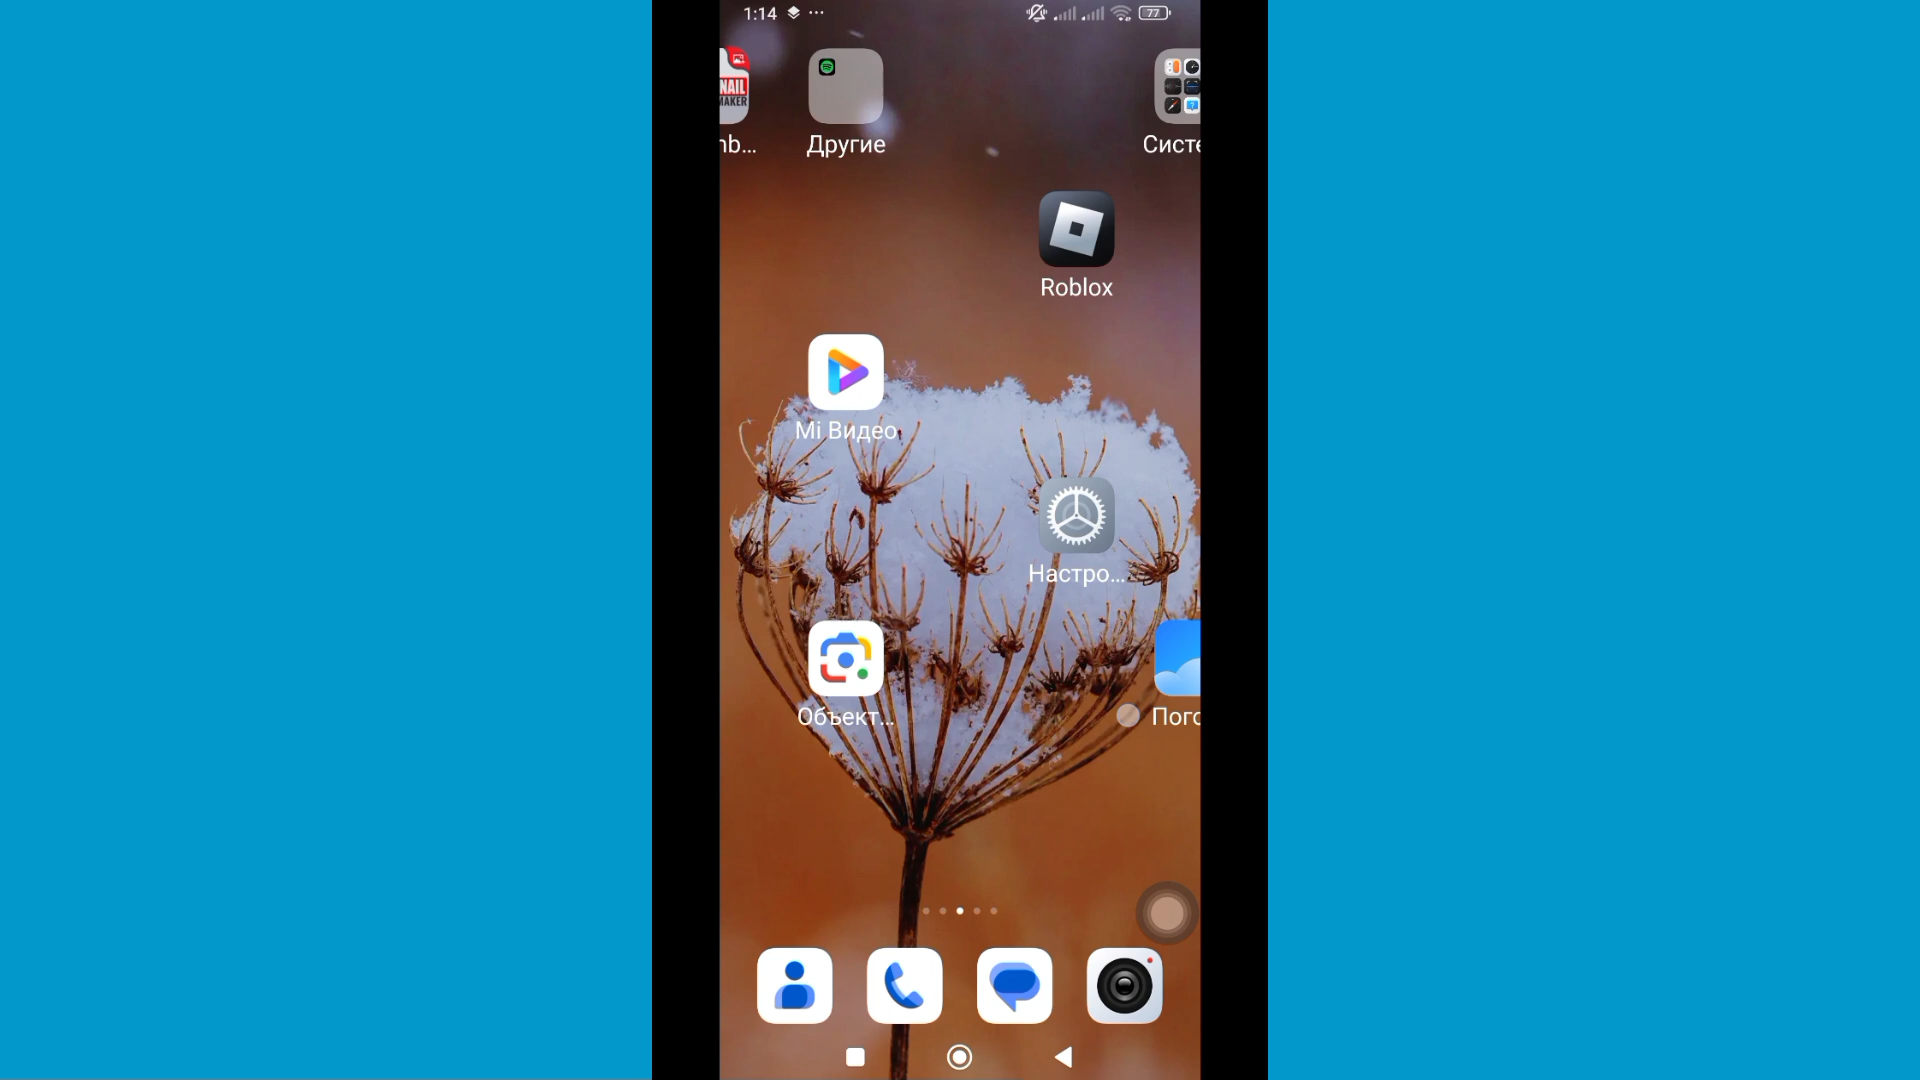 1:14
77
NAIL
MAKER
nb...
Другие
Систе
Roblox
Mi Видео
Настро...
Объект...
Пого